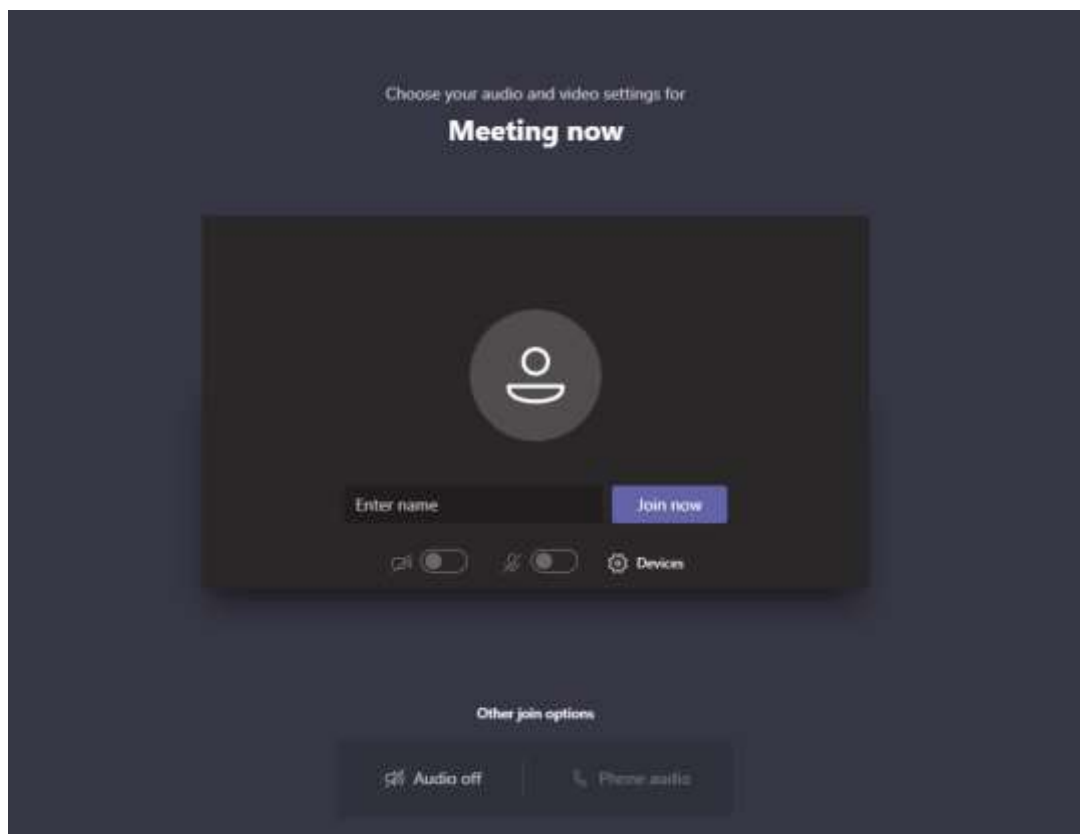 Choose your audio and video settings for
Meeting now
Enter name
Join now
Devices
Other join options
Audio off
Phone audio